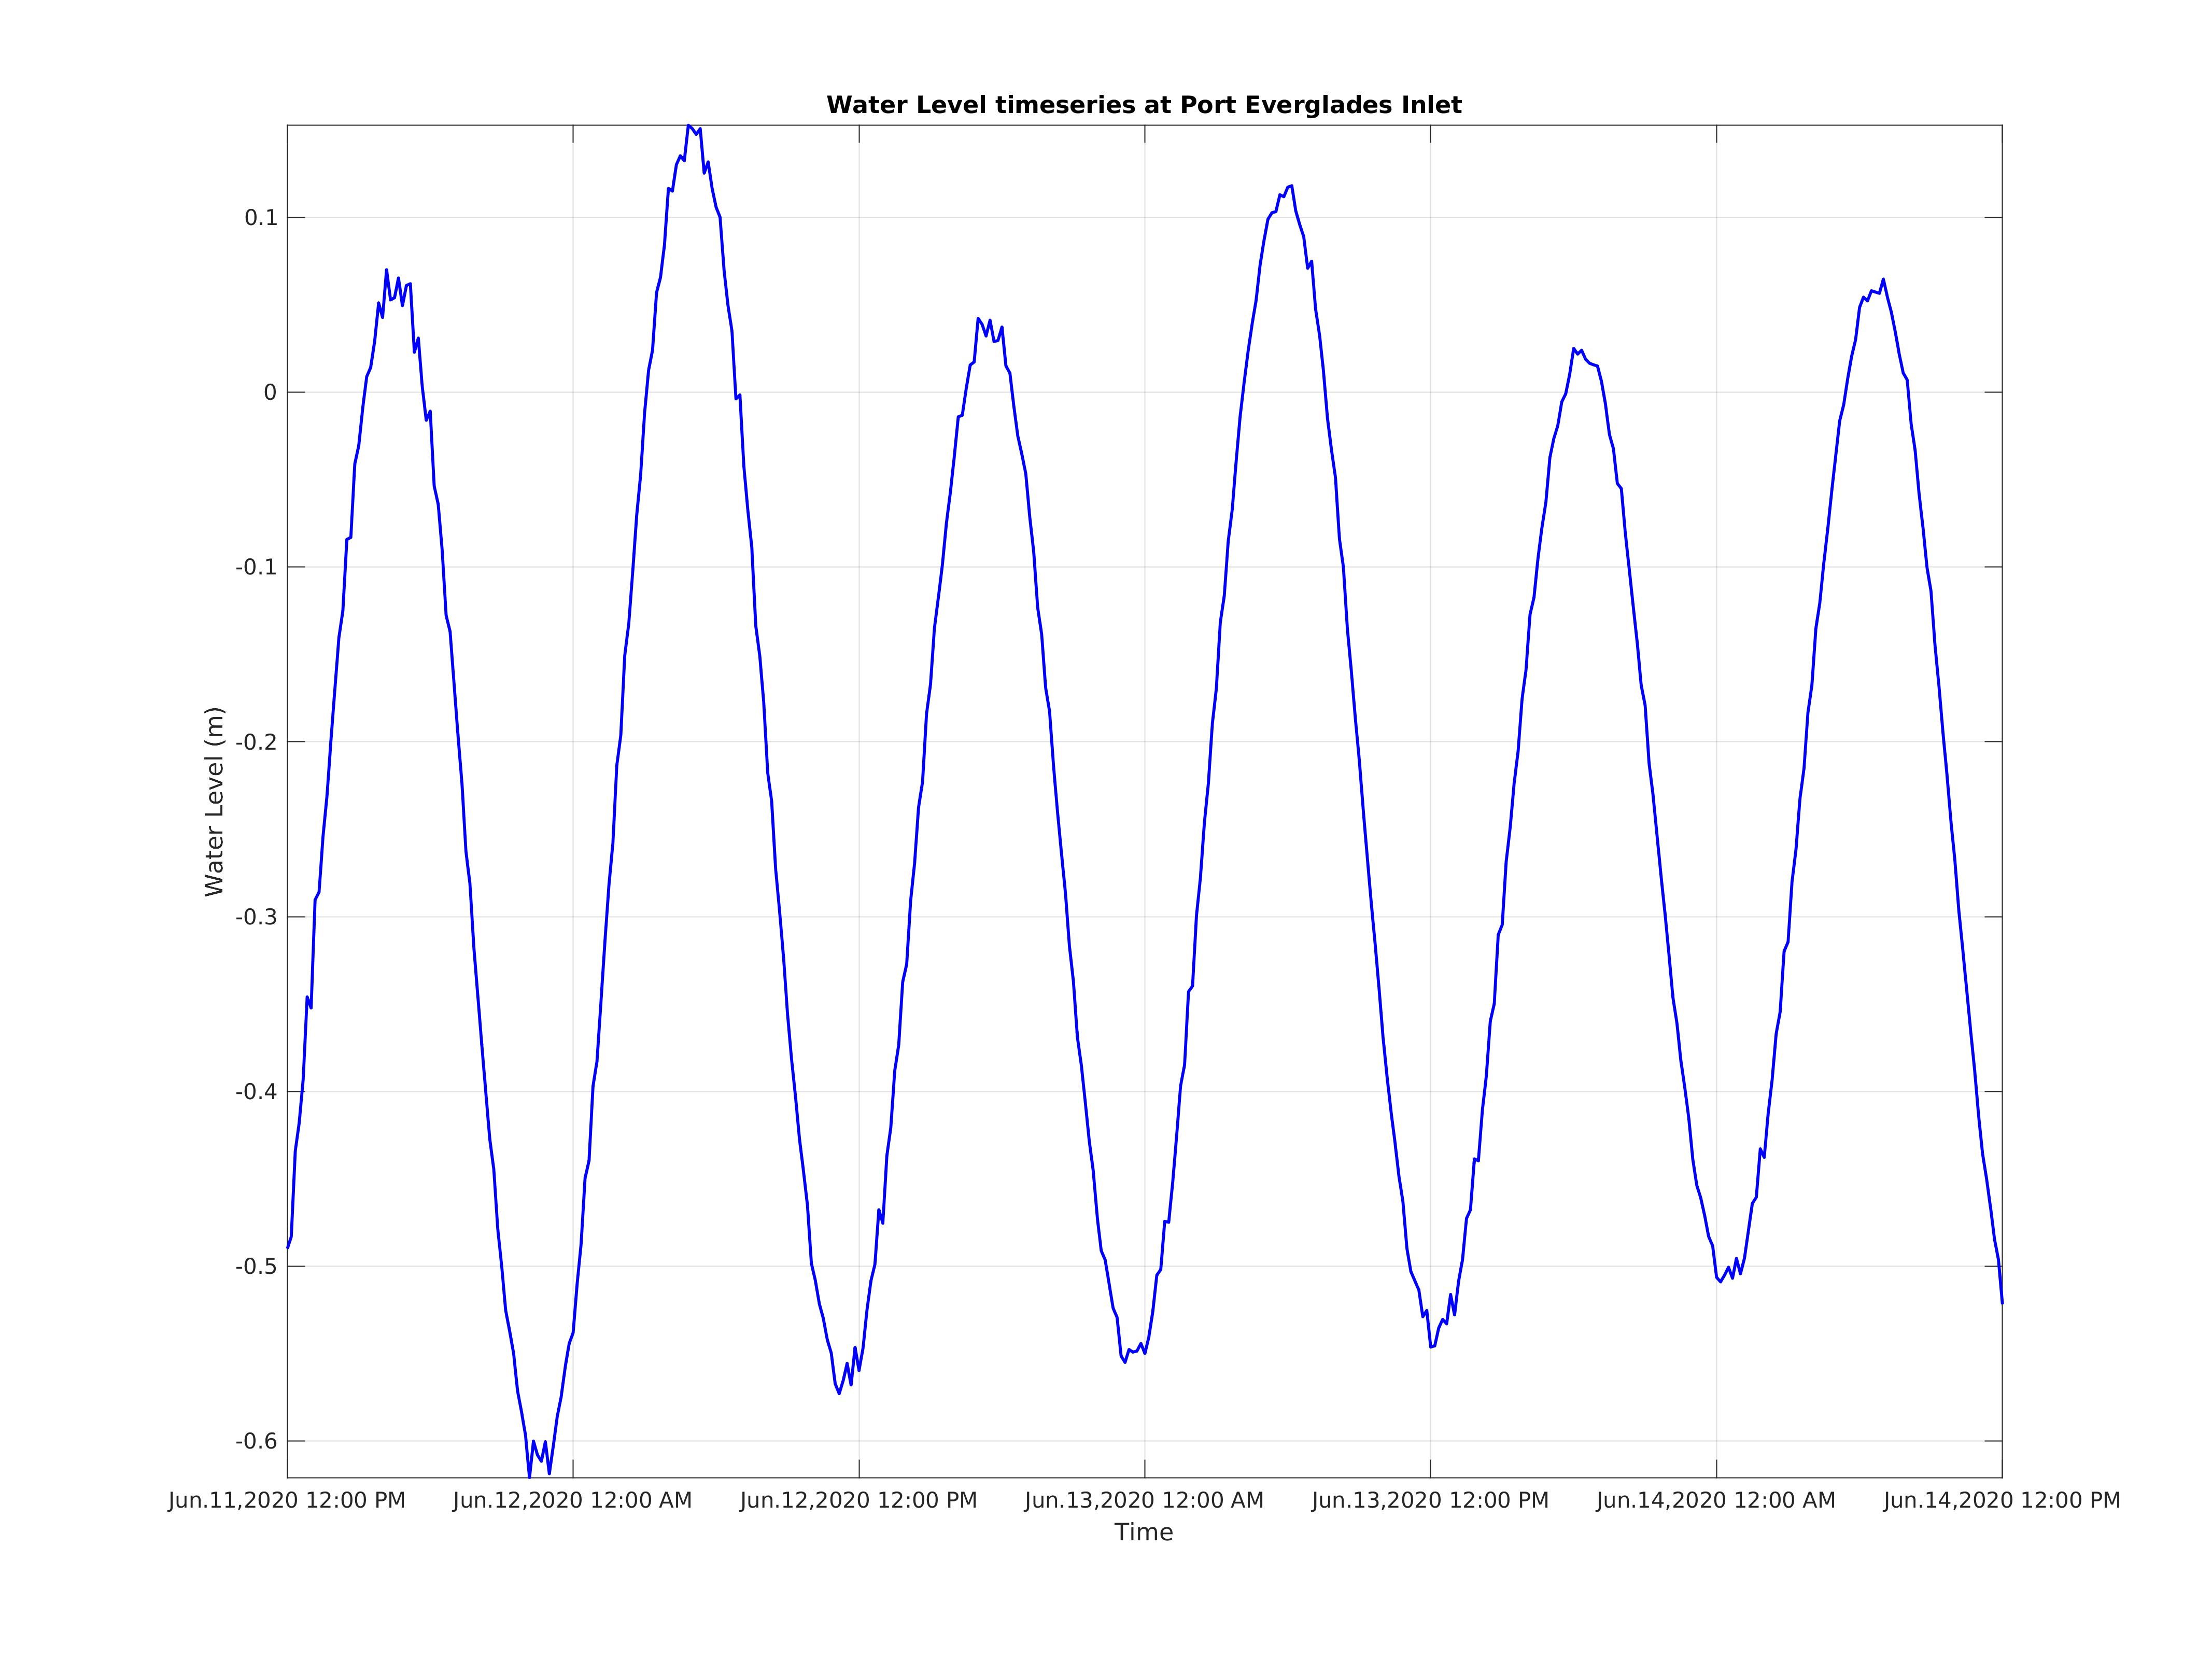 Water Level timeseries at Port Everglades Inlet
0.1
0
-0.1
-0.2
-0.3
-0.4
-0.5
-0.6
Water Level (m)
Jun.11,2020 12:00 PM
Jun.12,2020 12:00 AM
Jun.12,2020 12:00 PM
Jun.13,2020 12:00 AM
Jun.13,2020 12:00 PM
Jun.14,2020 12:00 AM
Jun.14,2020 12:00 PM
Time